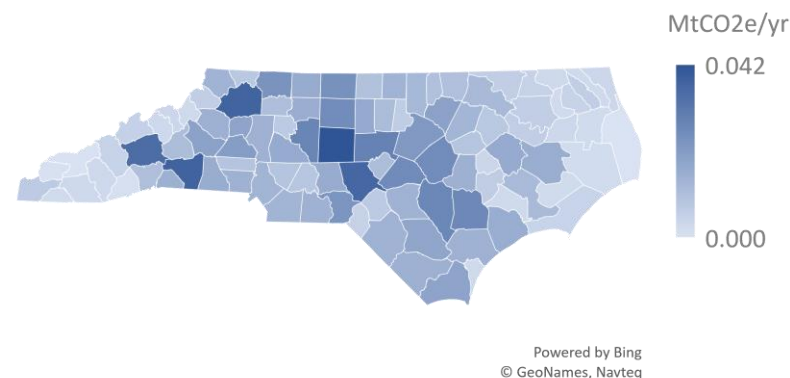 MtCO2e/yr
0.042
0.000
Powered by Bing
© GeoNames, Navteq